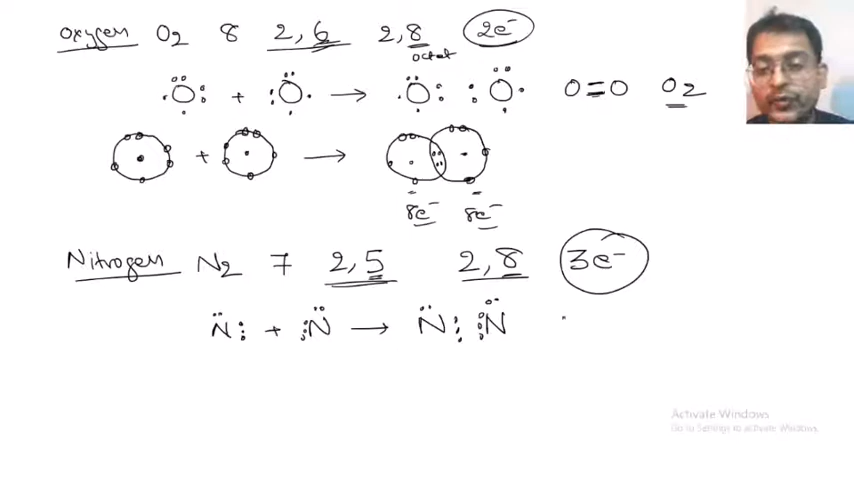 Oxygen O2 8 2,6 2,8 2e-
octet
O + O → O O O=O O2
+ →
8e- 8e-
Nitrogen N2 7 2,5 2,8 3e-
N + N → N N
Activate Windows
Go to Settings to activate Windows.